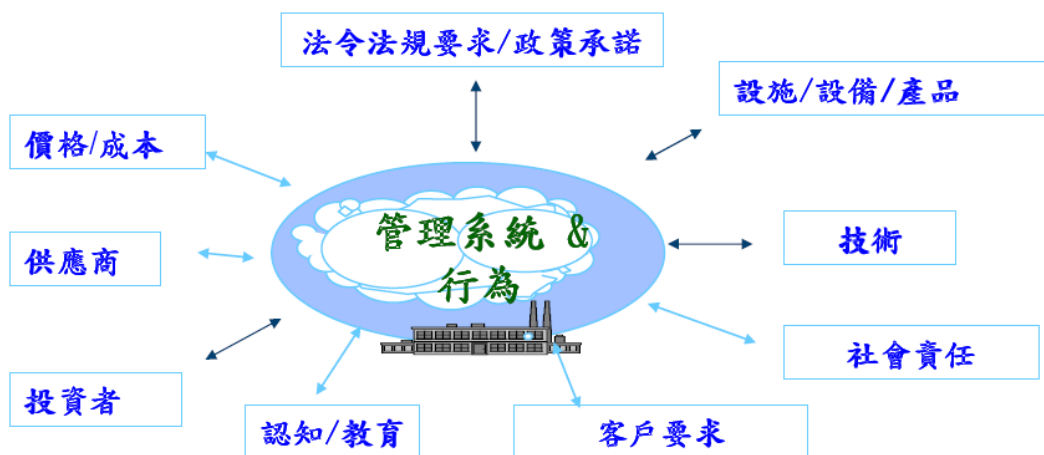 法令法規要求/政策承諾
設施/設備/產品
價格/成本
管理系統 &
行為
技術
供應商
社會責任
投資者
認知/教育
客戶要求